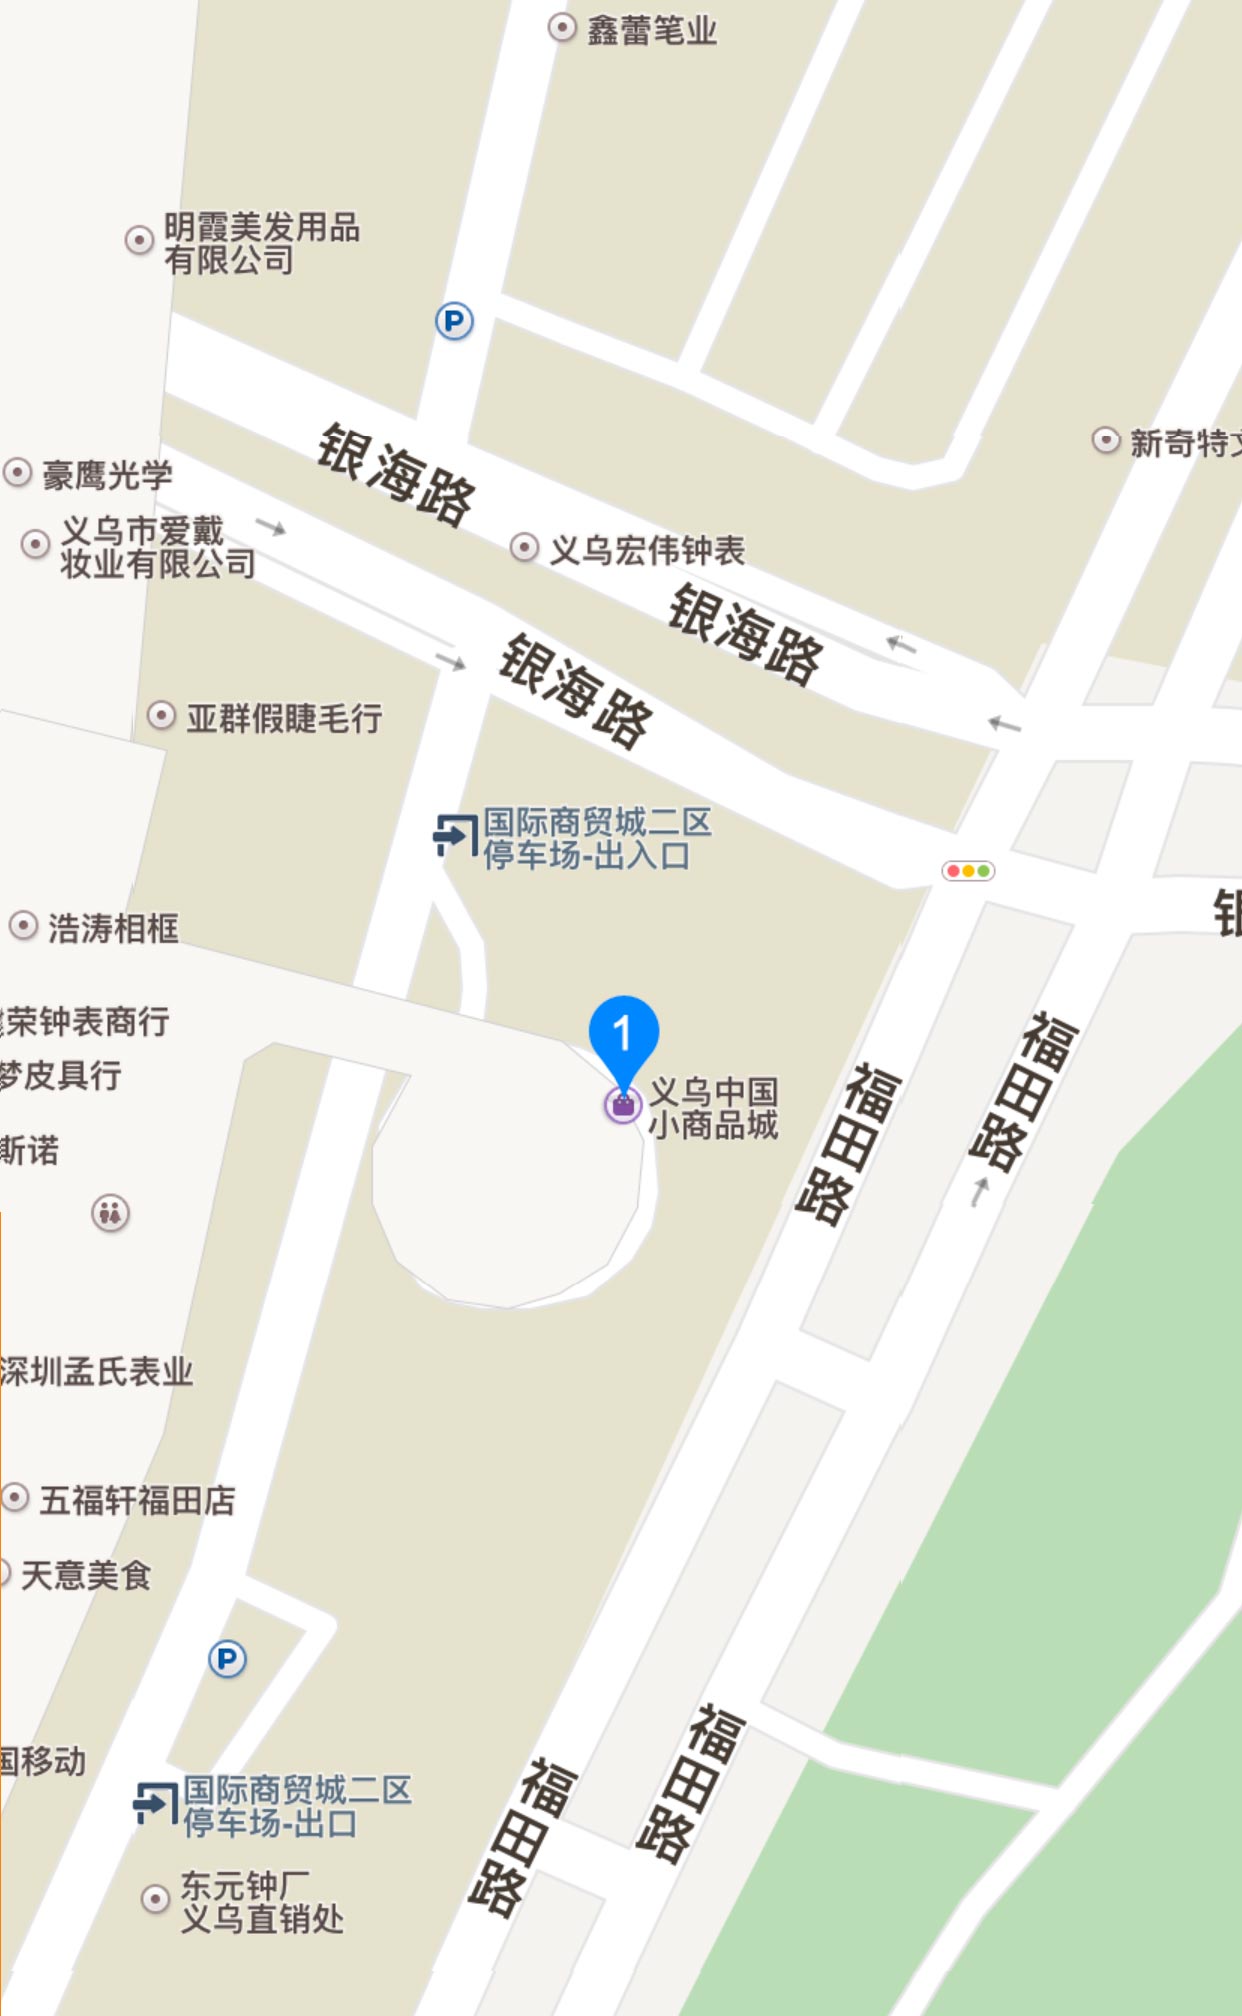 鑫蕾笔业
明霞美发用品
有限公司
P
银海路
新奇特
豪鹰光学
义乌市爱戴
妆业有限公司
义乌宏伟钟表
银海路
银海路
亚群假睫毛行
国际商贸城二区
停车场-出入口
银
浩涛相框
荣钟表商行
1
福田路
梦皮具行
福田路
义乌中国
小商品城
斯诺
深圳孟氏表业
五福轩福田店
天意美食
P
福田路
国移动
福田路
国际商贸城二区
停车场-出口
东元钟厂
义乌直销处